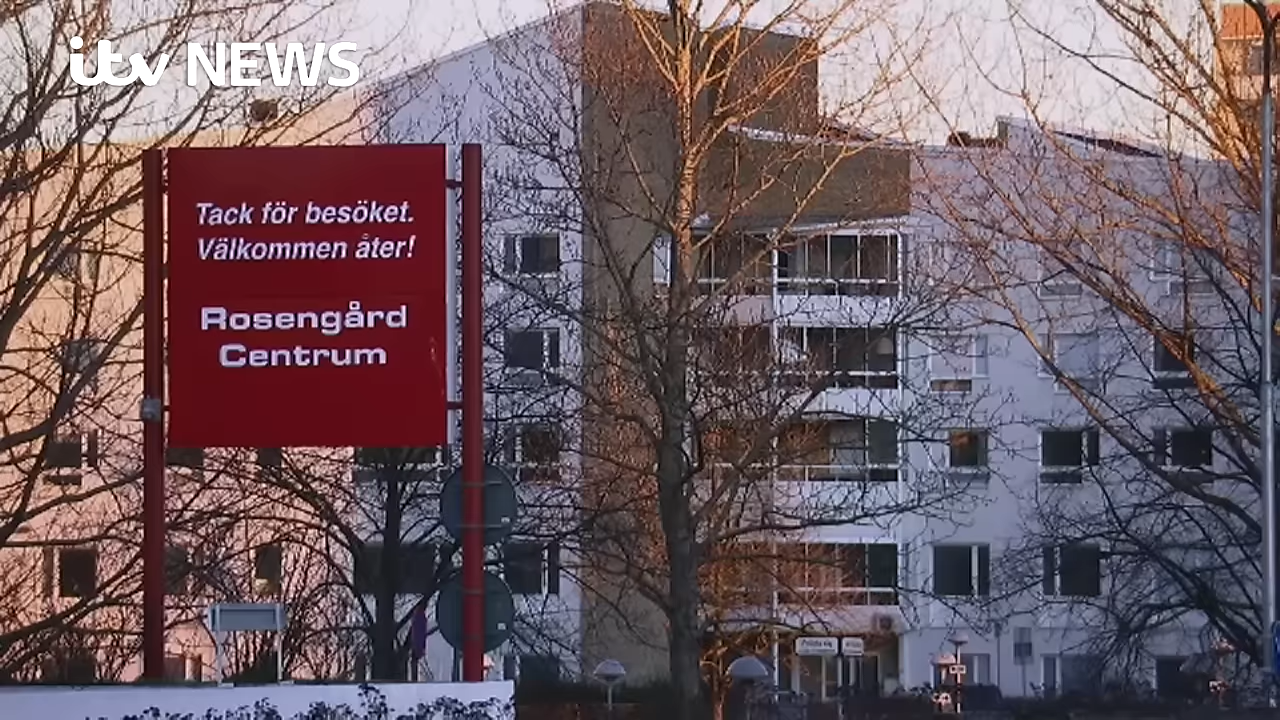 itv NEWS
Tack för besöket.
Välkommen åter!
Rosengård
Centrum